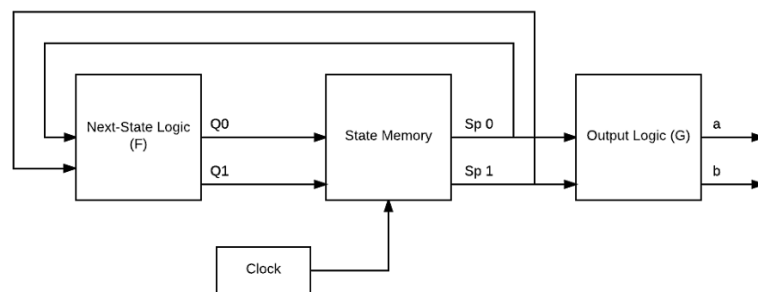 Next-State Logic
(F)
Q0
Q1
State Memory
Sp 0
Sp 1
Output Logic (G)
a
b
Clock